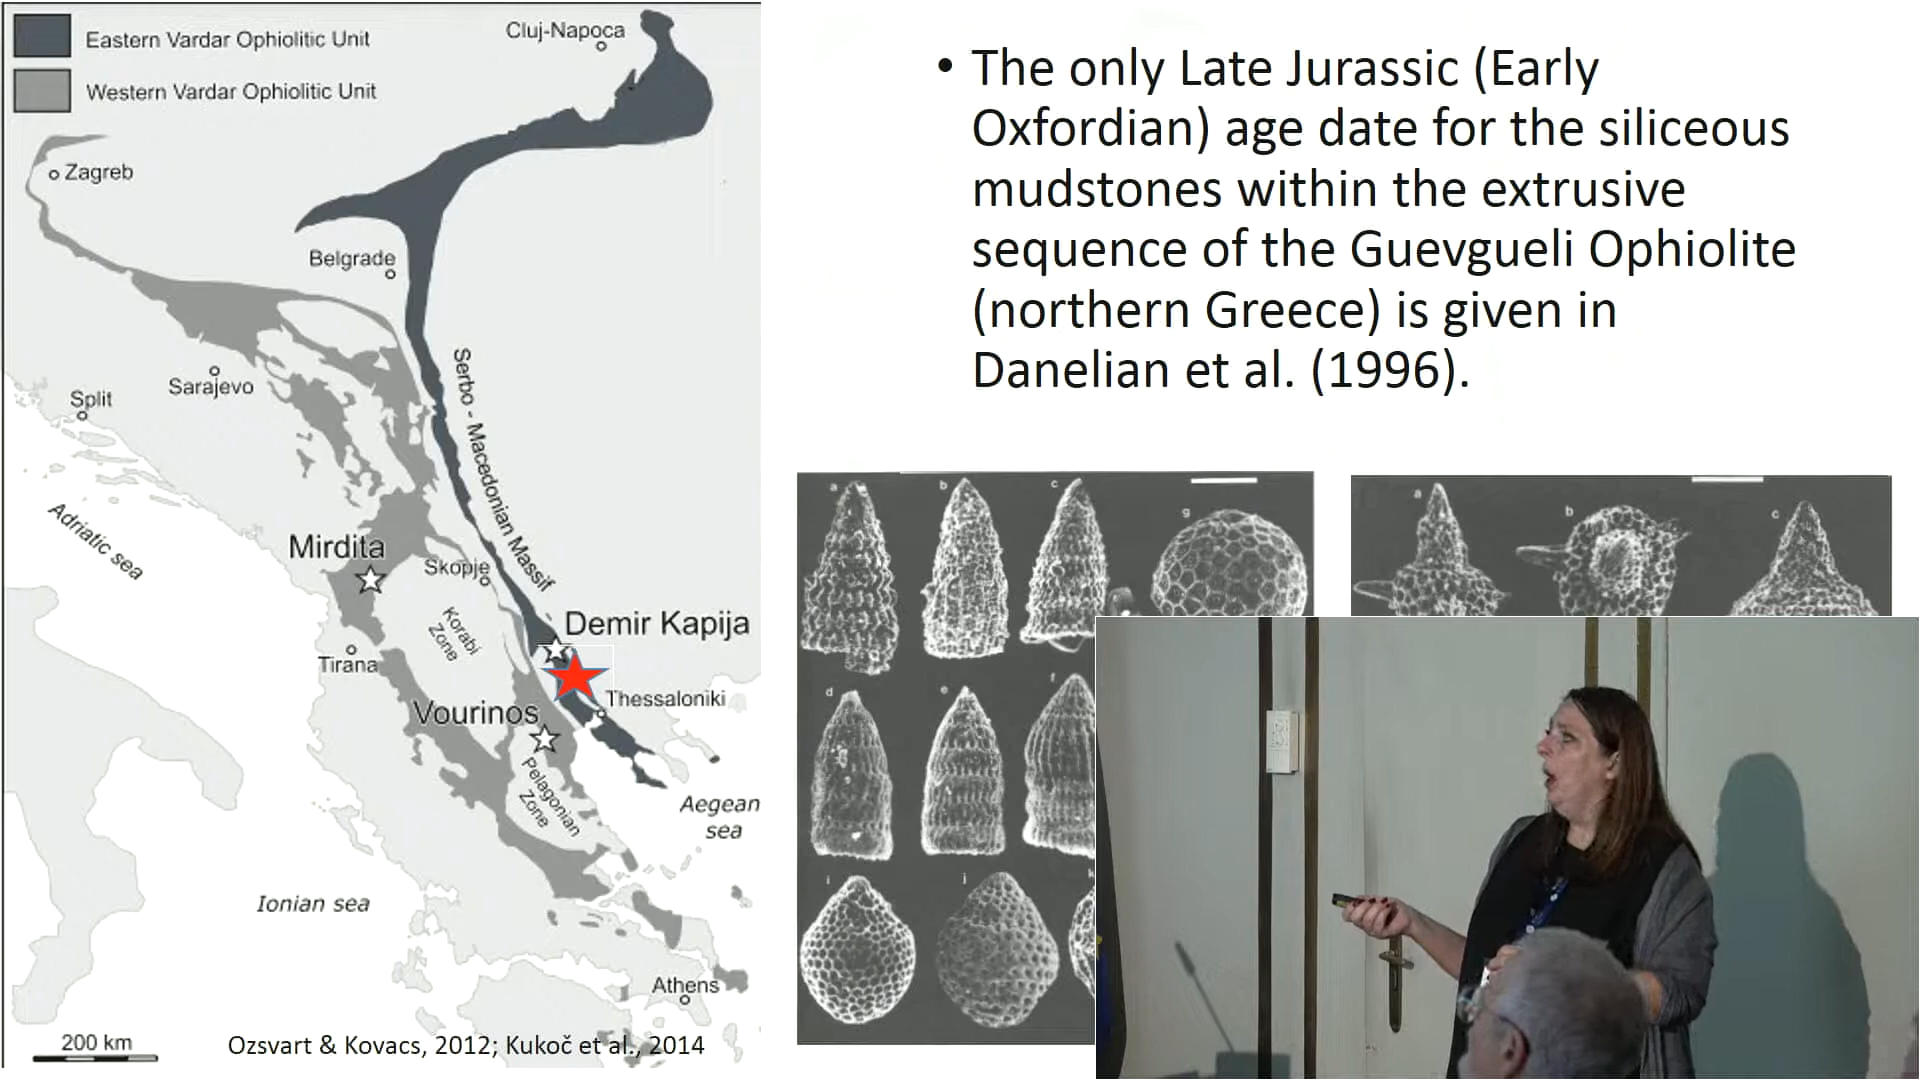 Eastern Vardar Ophiolitic Unit
Western Vardar Ophiolitic Unit
Cluj-Napoca
Zagreb
Belgrade
Sarajevo
Split
Serbo - Macedonian Massif
Adriatic sea
Mirdita
Skopje
Korabi
Zone
Demir Kapija
Tirana
Thessaloniki
Vourinos
Pelagonian
Zone
Aegean
sea
Ionian sea
Athens
200 km
Ozsvart & Kovacs, 2012; Kukoč et al., 2014
• The only Late Jurassic (Early
Oxfordian) age date for the siliceous
mudstones within the extrusive
sequence of the Guevgueli Ophiolite
(northern Greece) is given in
Danelian et al. (1996).
a b c g
d e f
i j k
a b c